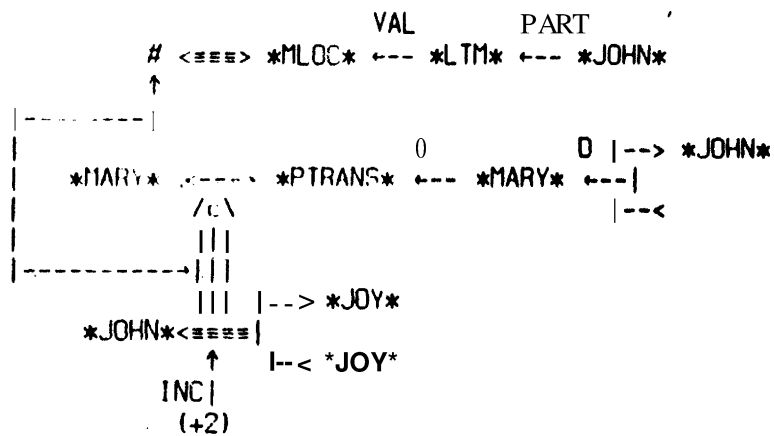 VAL PART '
# <≡≡≡> *MLOC* <--- *LTM* <--- *JOHN*
0 D |--> *JOHN*
*MARY* <----> *PTRANS* <--- *MARY* <---|
/c\ |--<
||| |--> *JOY*
*JOHN*<≡≡≡≡|
|--< *JOY*
INC|
(+2)